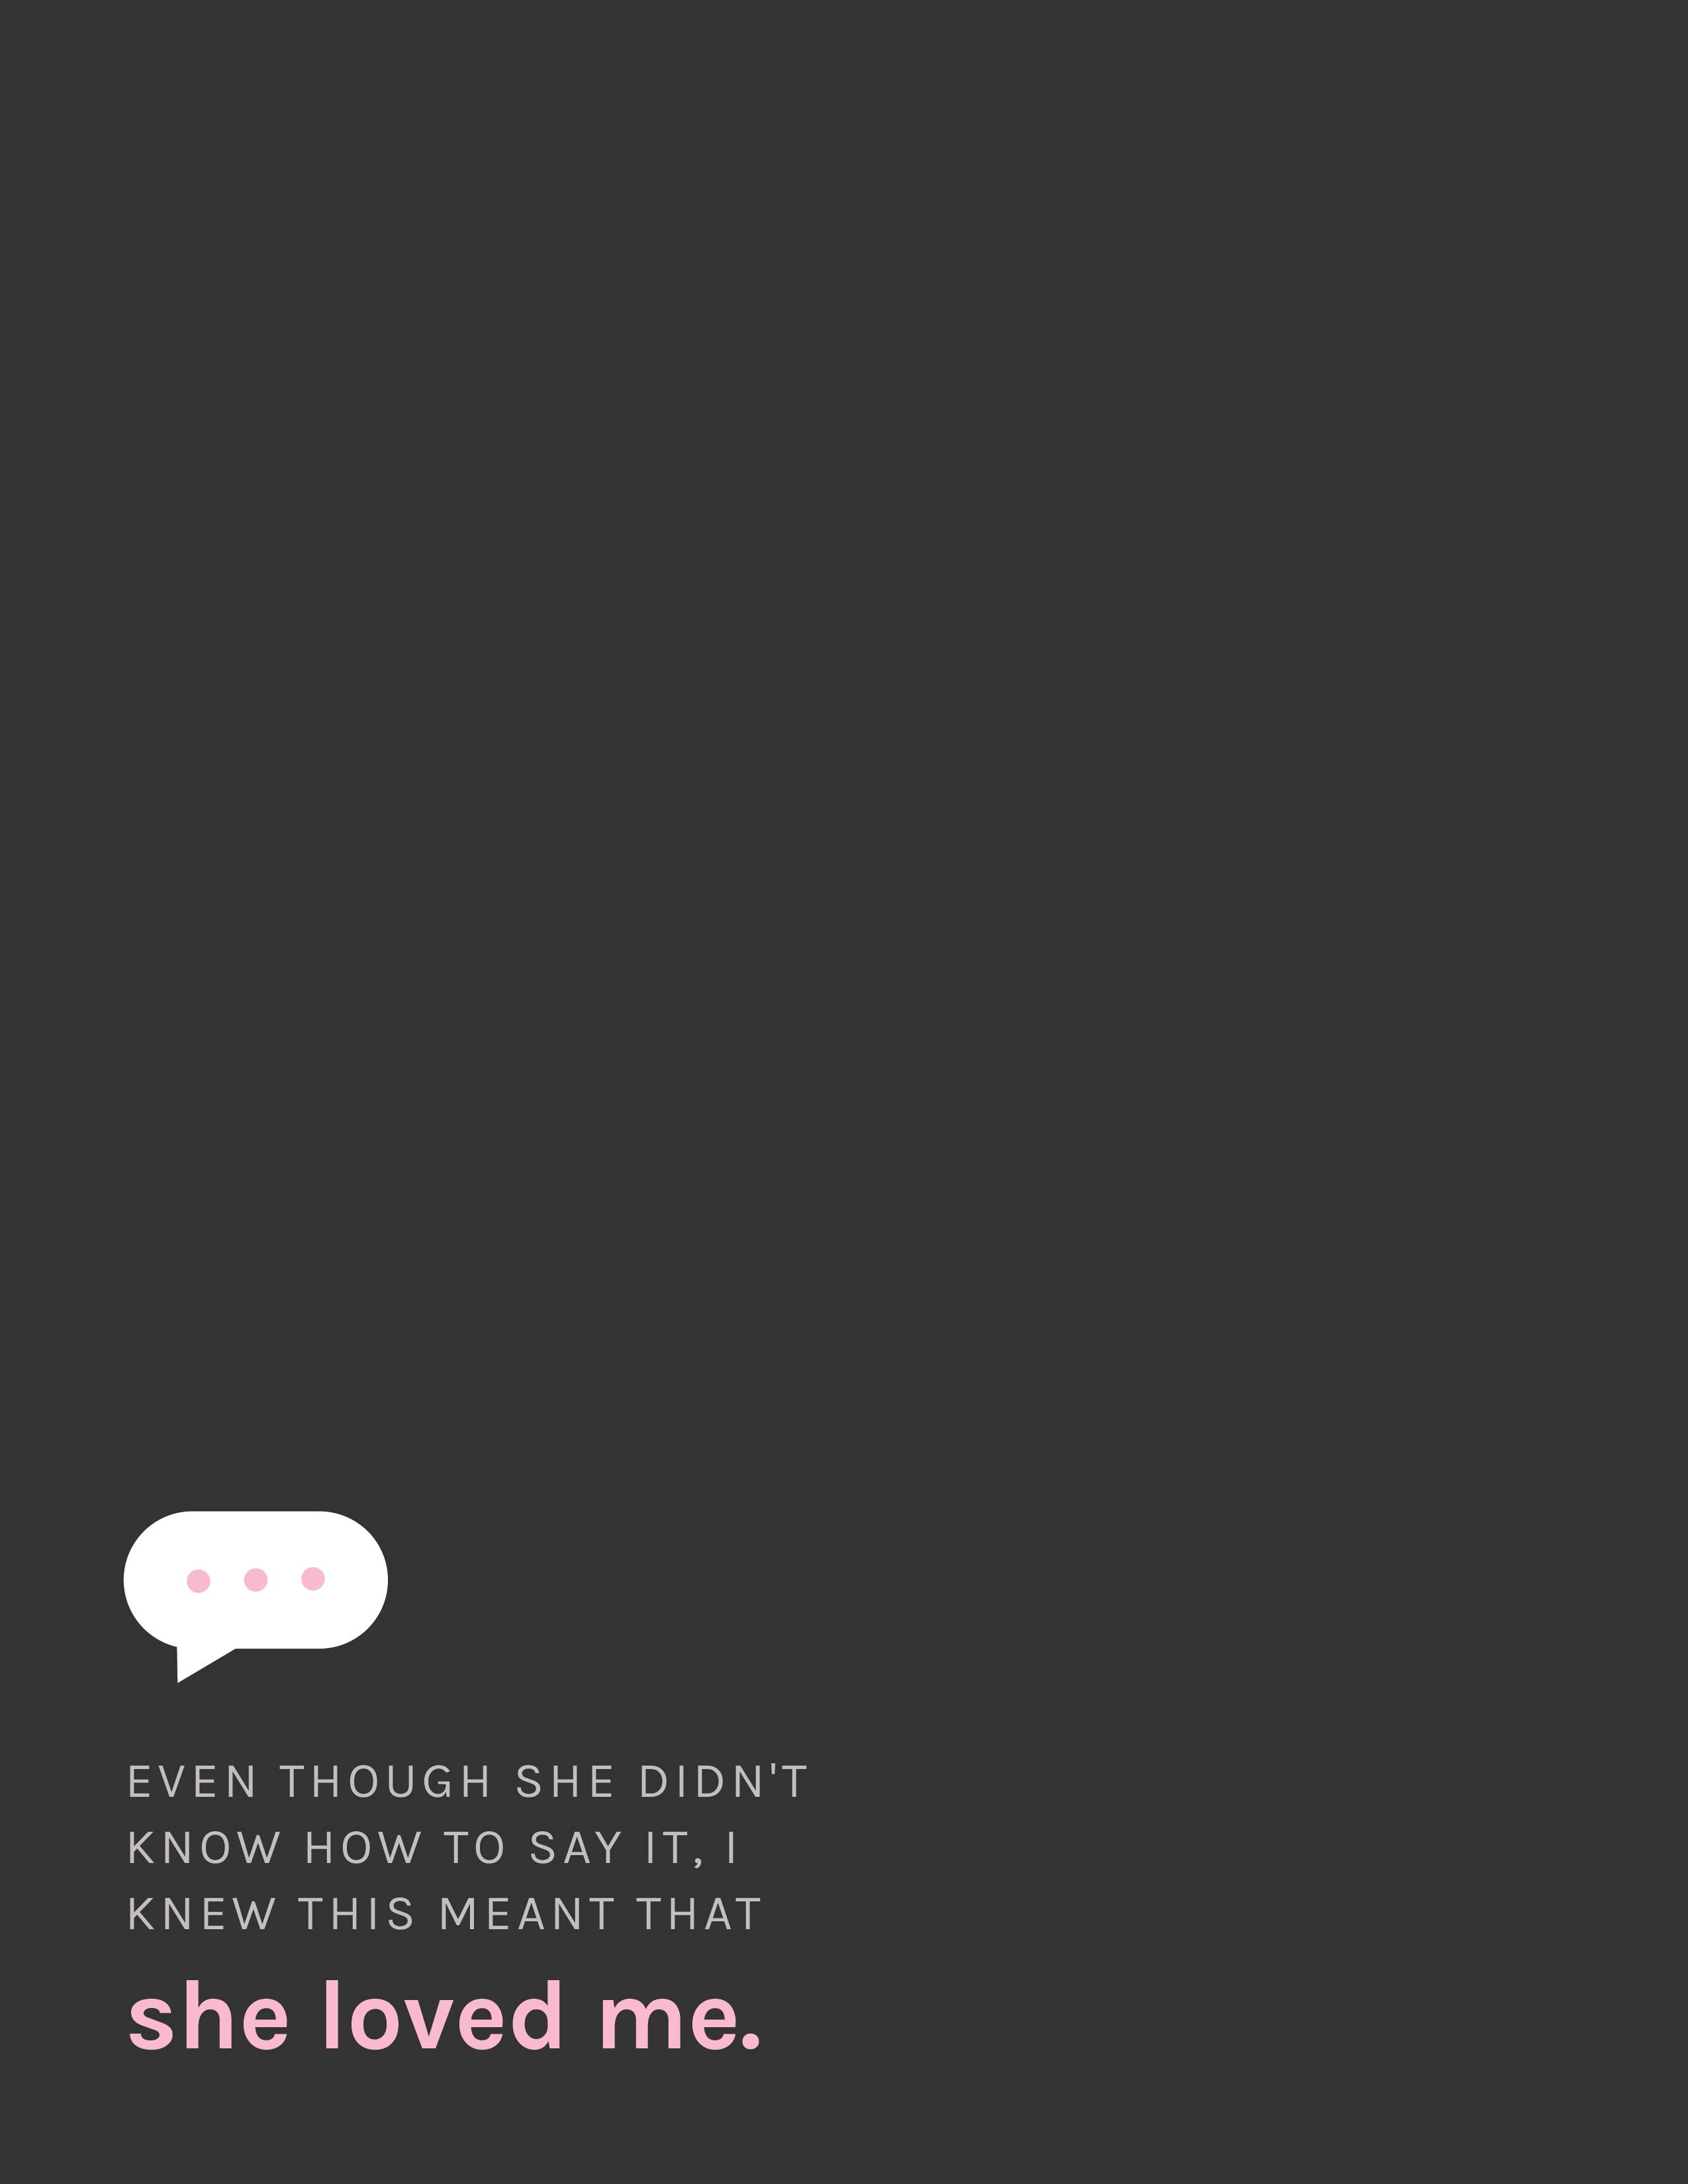 EVEN THOUGH SHE DIDN'T
KNOW HOW TO SAY IT, I
KNEW THIS MEANT THAT
she loved me.